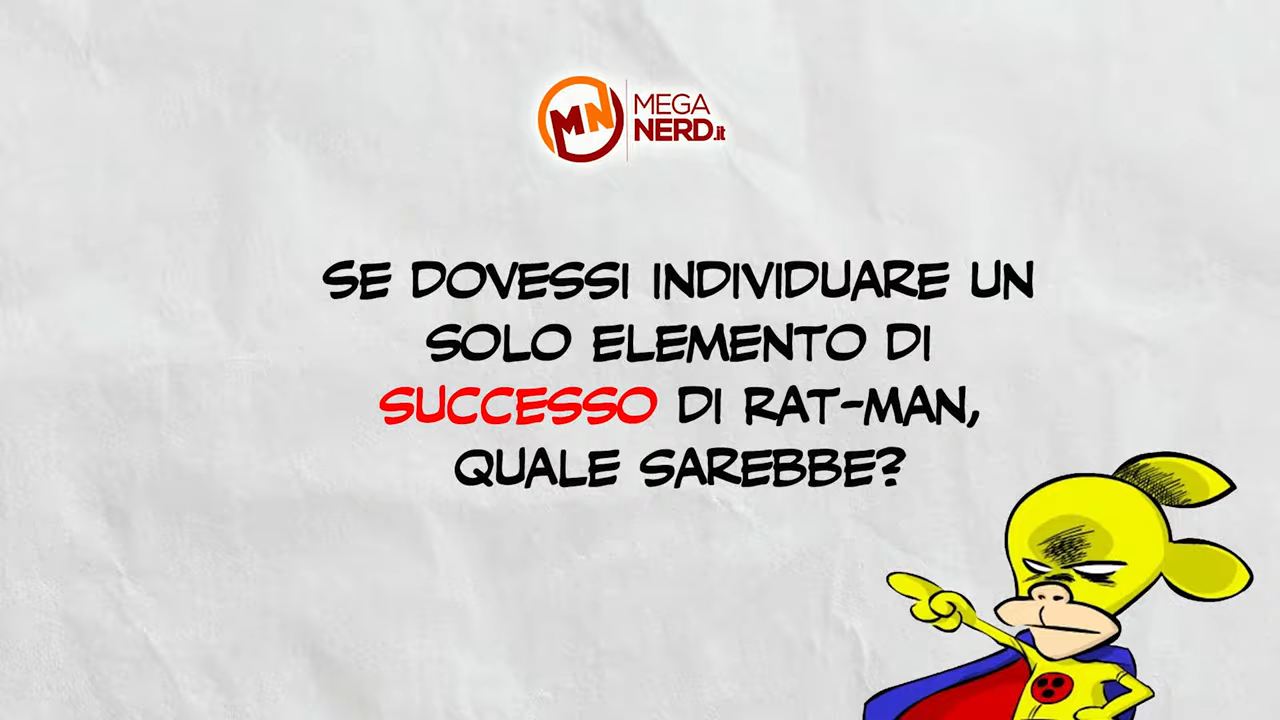 MN
MEGA
NERD.it
SE DOVESSI INDIVIDUARE UN
SOLO ELEMENTO DI
SUCCESSO DI RAT-MAN,
QUALE SAREBBE?